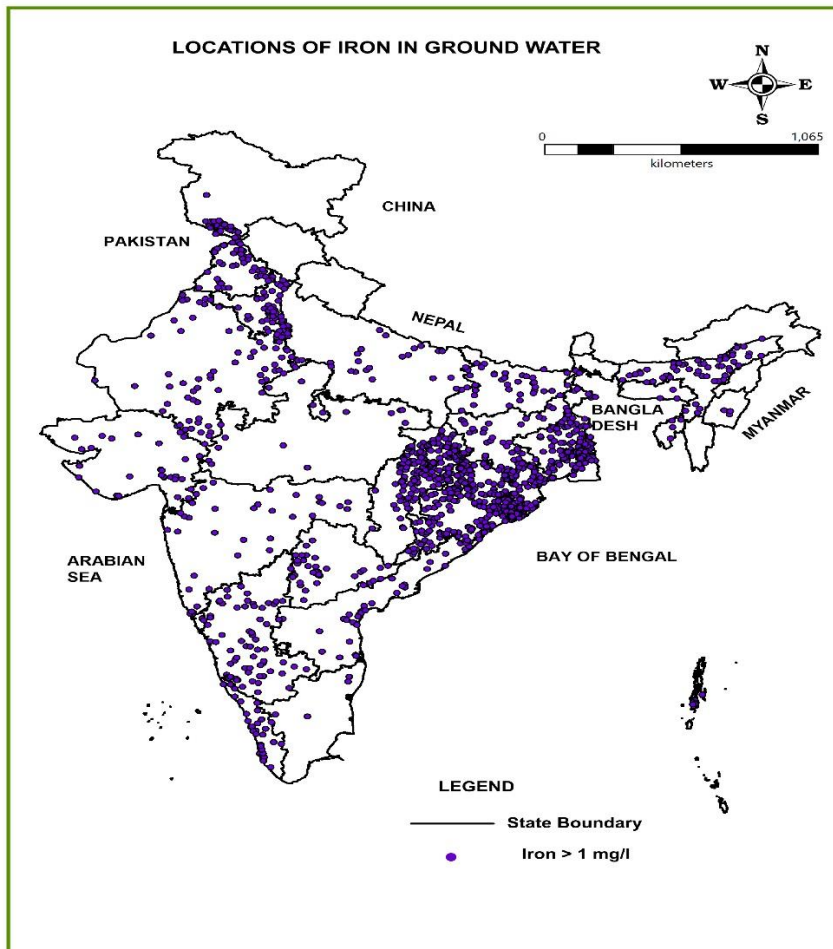 LOCATIONS OF IRON IN GROUND WATER
N
W E
S
0 1,065
kilometers
CHINA
PAKISTAN
NEPAL
BANGLA
DESH
MYANMAR
ARABIAN
SEA
BAY OF BENGAL
LEGEND
State Boundary
Iron > 1 mg/l